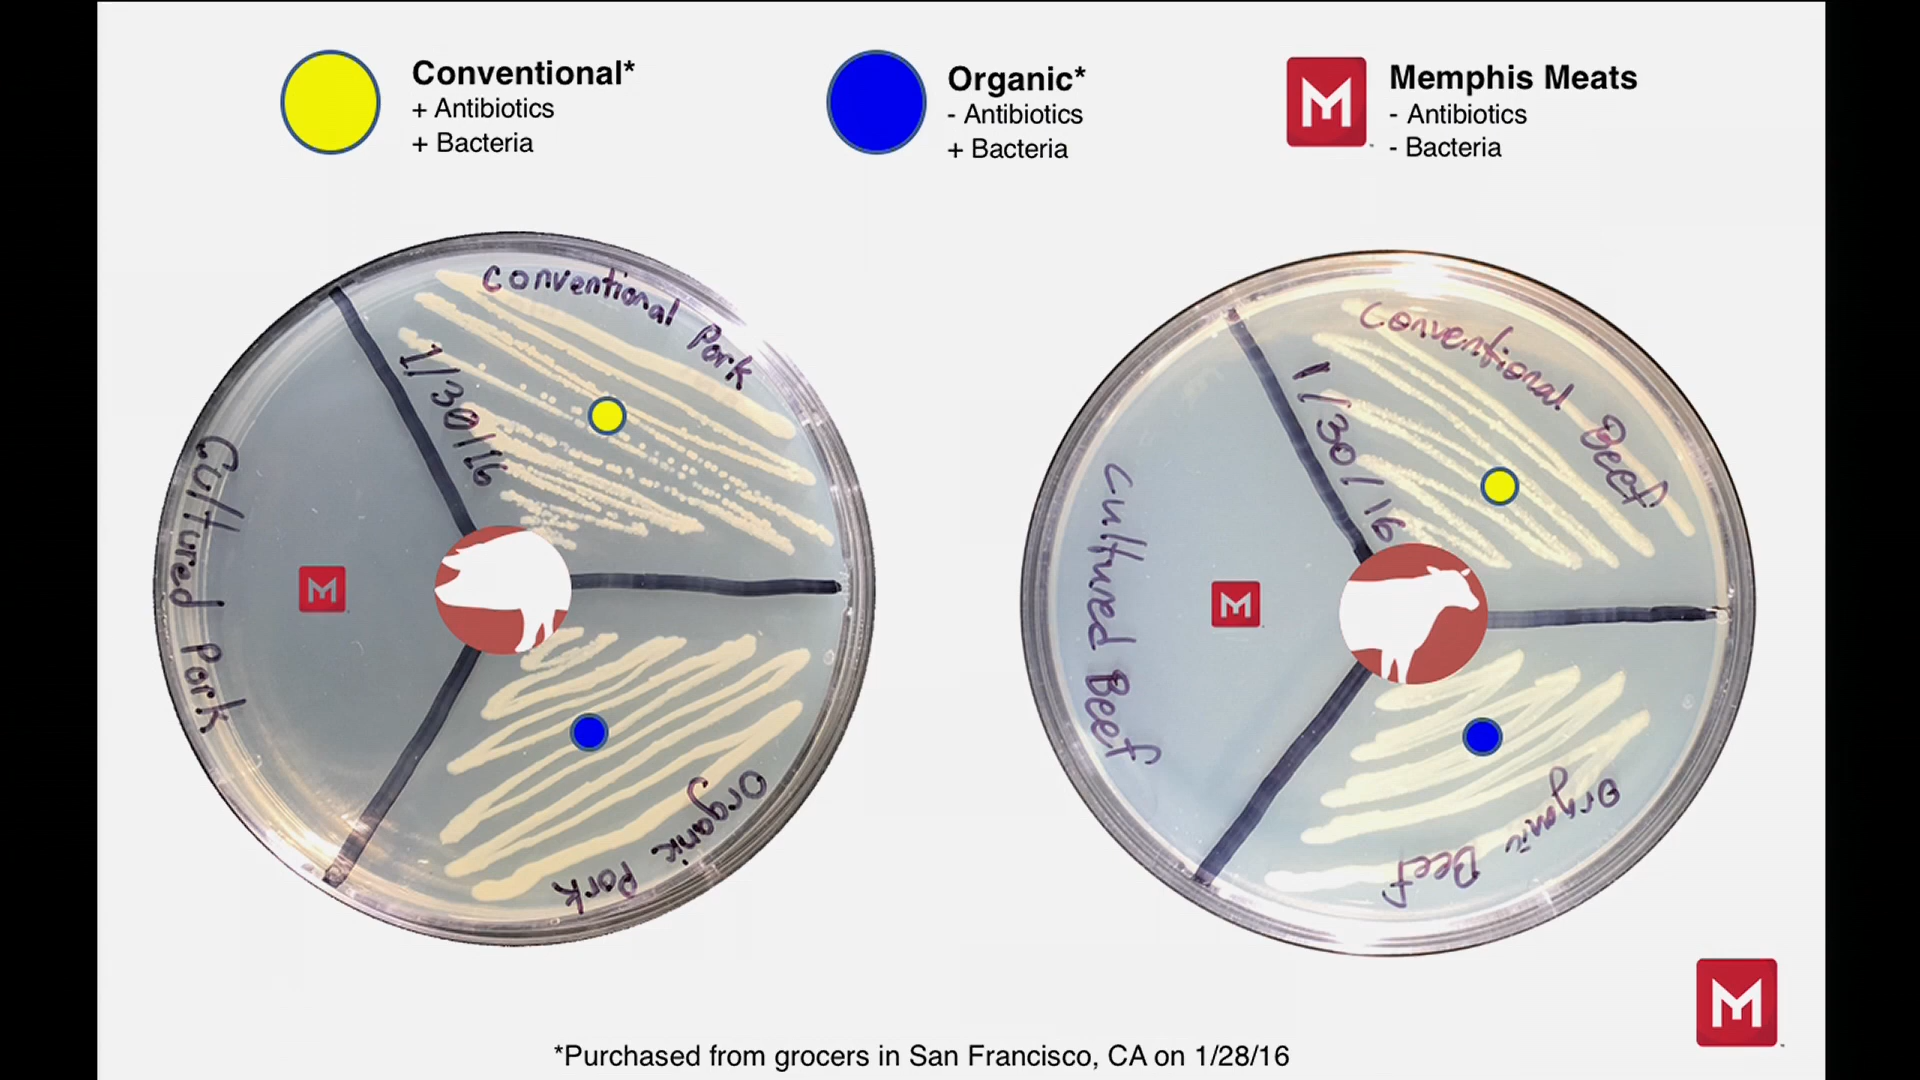 Conventional*
+ Antibiotics
+ Bacteria
Organic*
- Antibiotics
+ Bacteria
M
Memphis Meats
- Antibiotics
- Bacteria
Conventional Pork
1/30/16
Cultured Pork
M
Organic Pork
Conventional Beef
1/30/16
Cultured Beef
M
Organic Beef
M
*Purchased from grocers in San Francisco, CA on 1/28/16